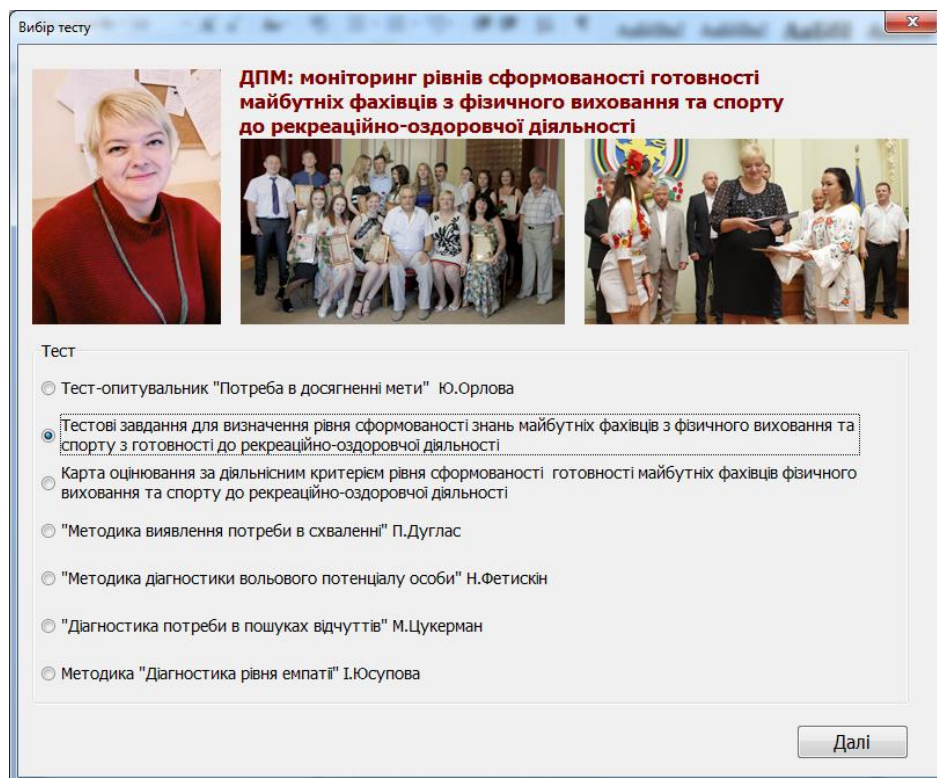 Вибір тесту
ДПМ: моніторинг рівнів сформованості готовності
майбутніх фахівців з фізичного виховання та спорту
до рекреаційно-оздоровчої діяльності
Тест
Тест-опитувальник "Потреба в досягненні мети" Ю.Орлова
Тестові завдання для визначення рівня сформованості знань майбутніх фахівців з фізичного виховання та
спорту з готовності до рекреаційно-оздоровчої діяльності
Карта оцінювання за діяльнісним критерієм рівня сформованості готовності майбутніх фахівців фізичного
виховання та спорту до рекреаційно-оздоровчої діяльності
"Методика виявлення потреби в схваленні" П.Дуглас
"Методика діагностики вольового потенціалу особи" Н.Фетискін
"Діагностика потреби в пошуках відчуттів" М.Цукерман
Методика "Діагностика рівня емпатії" І.Юсупова
Далі